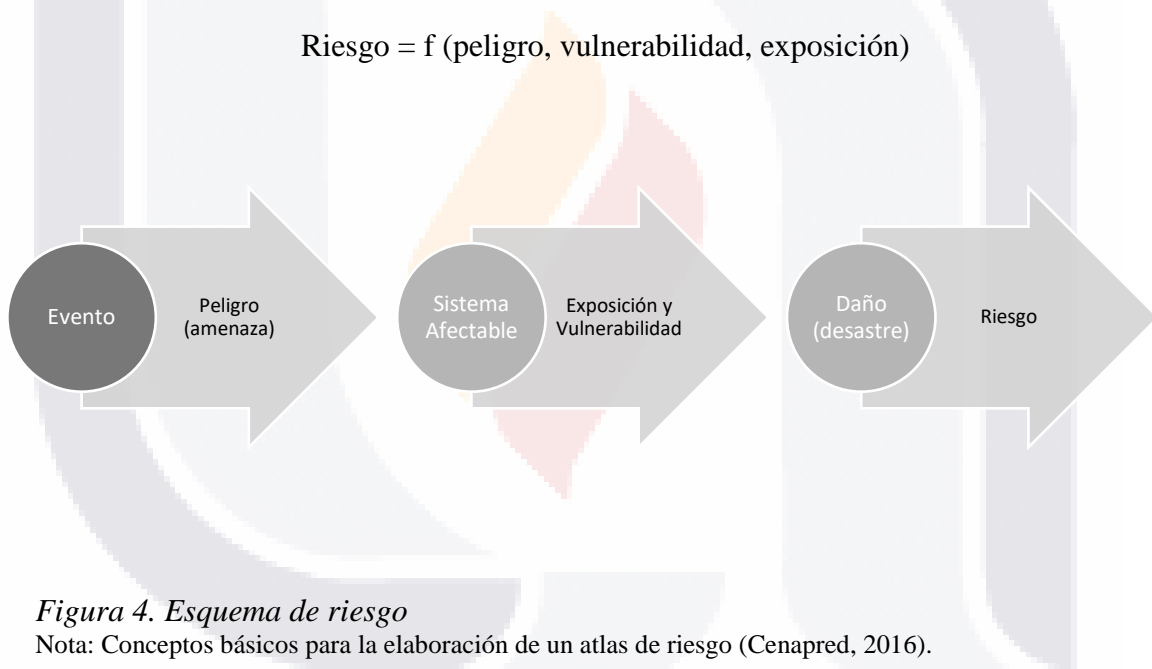 Riesgo = f (peligro, vulnerabilidad, exposición)
Evento
Peligro
(amenaza)
Sistema
Afectable
Exposición y
Vulnerabilidad
Daño
(desastre)
Riesgo
Figura 4. Esquema de riesgo
Nota: Conceptos básicos para la elaboración de un atlas de riesgo (Cenapred, 2016).